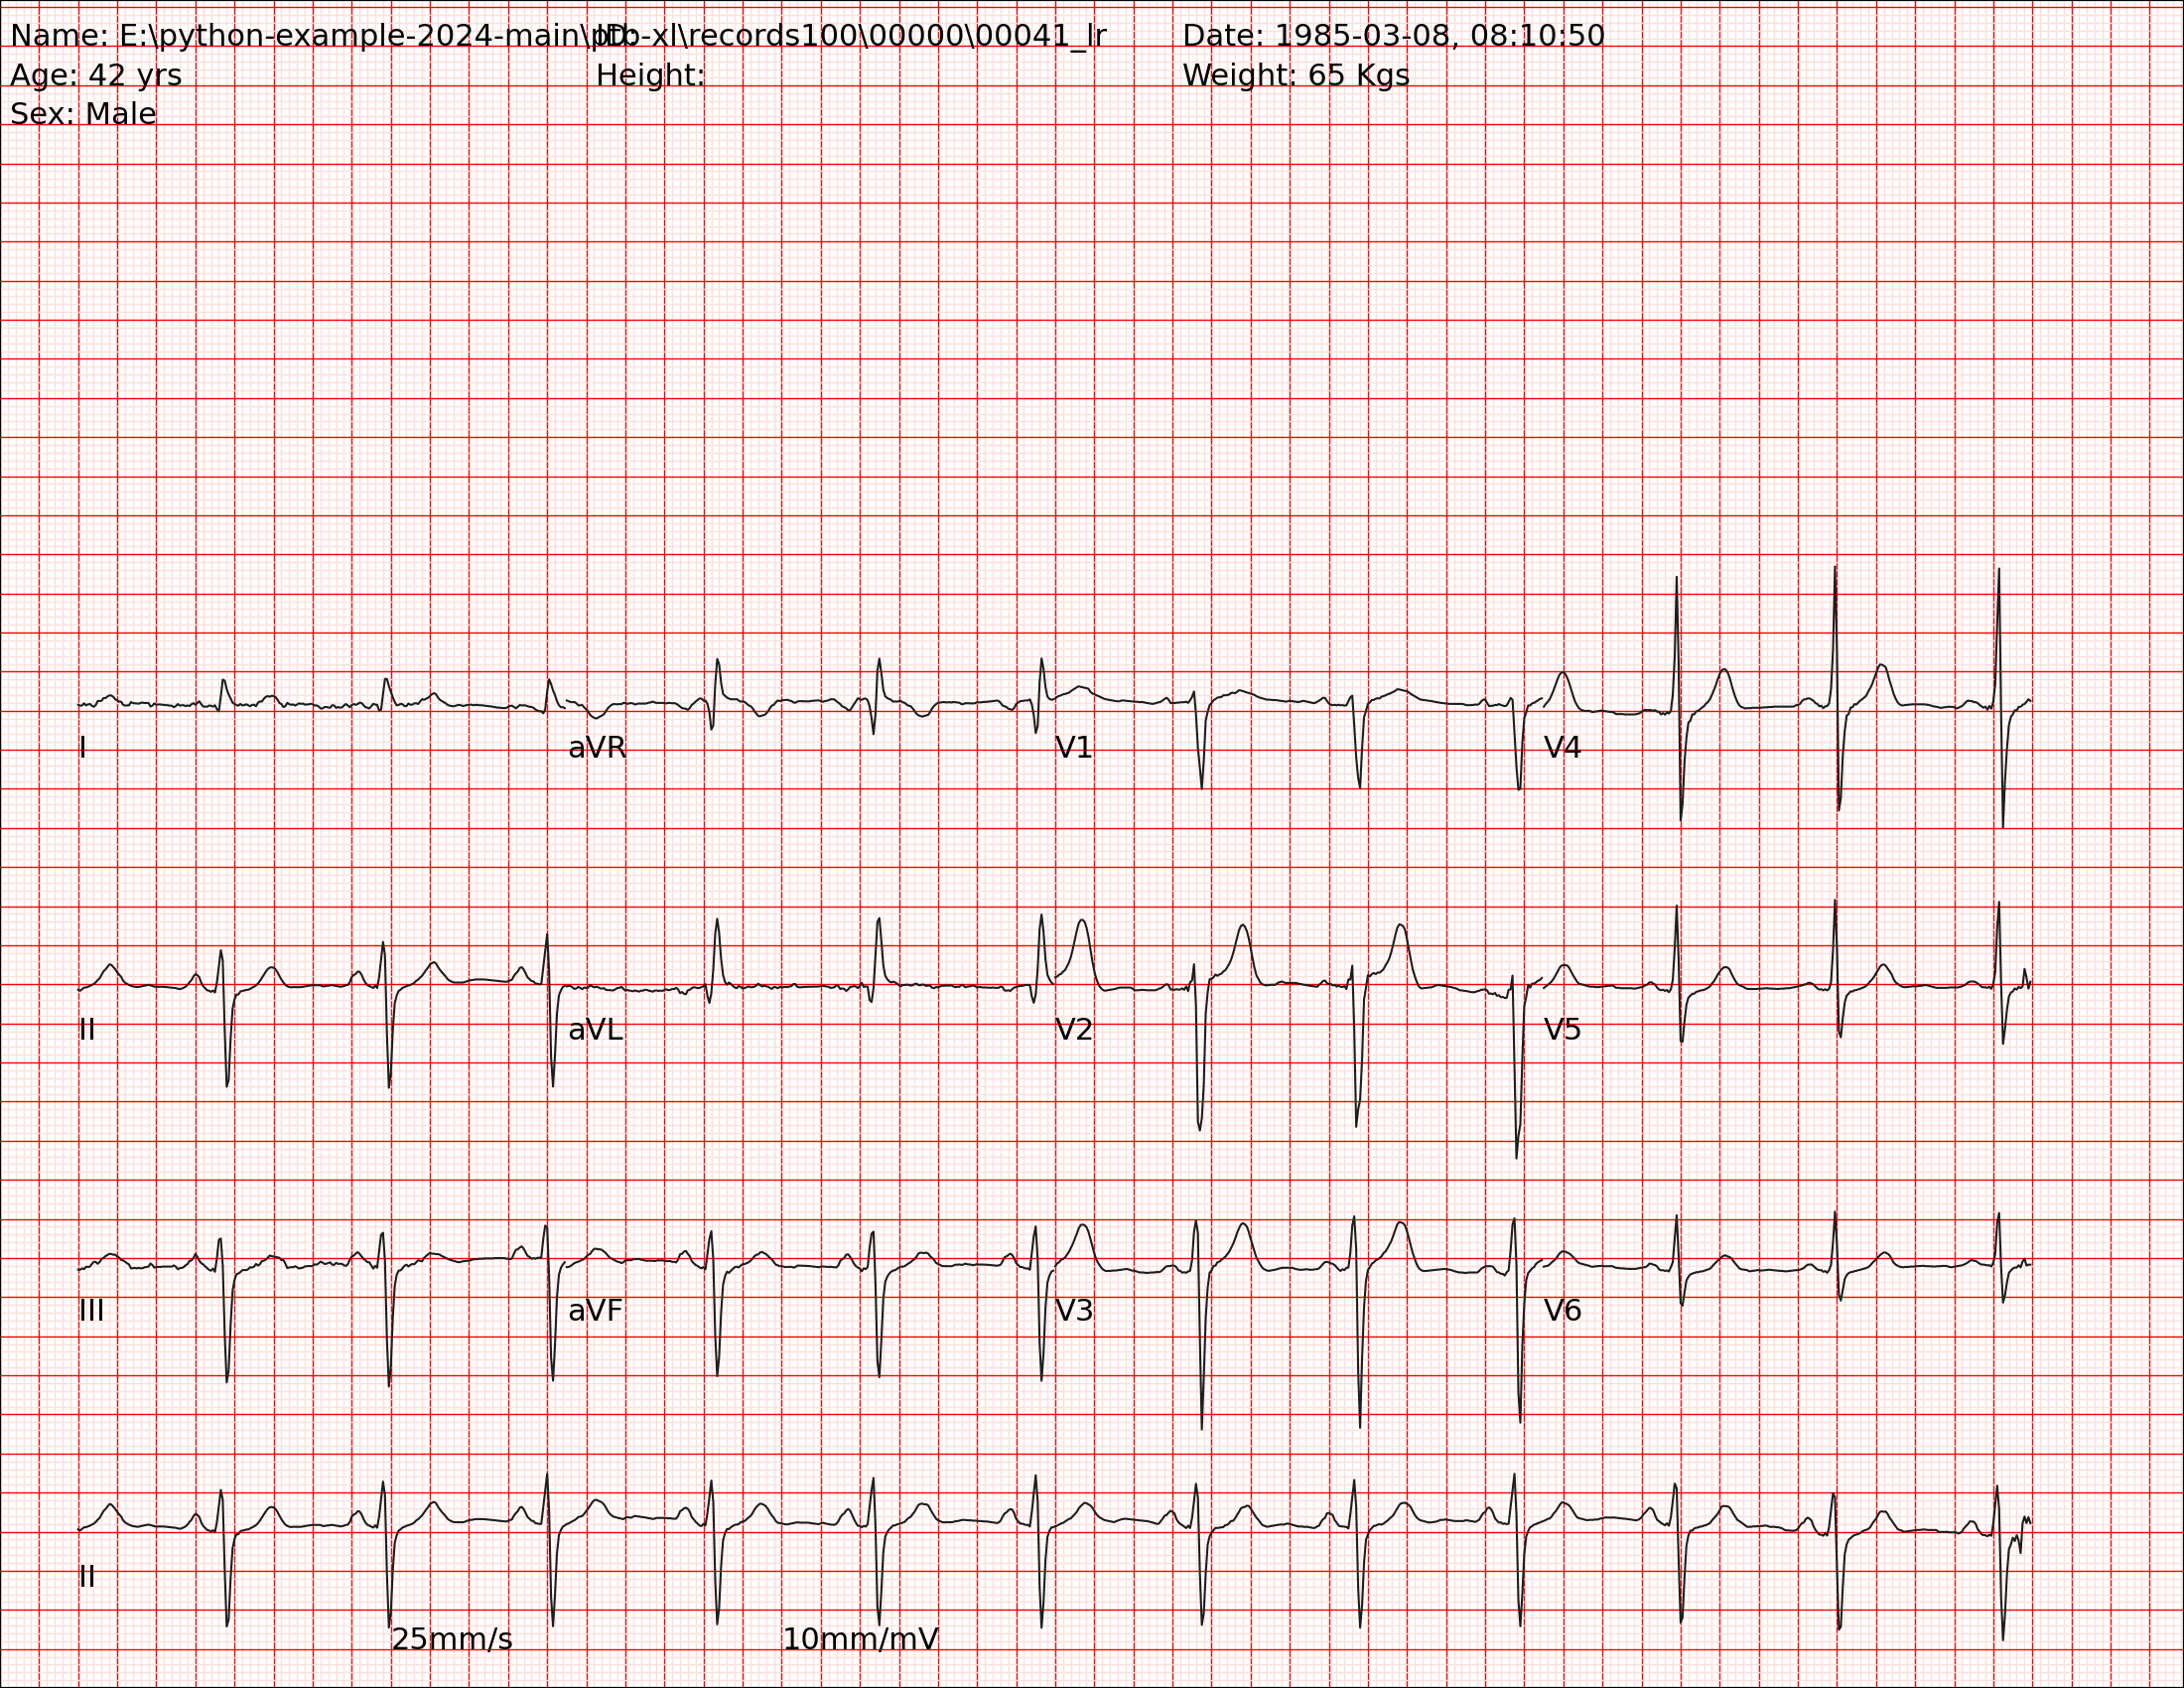 Name: E:\python-example-2024-main\ptb-xl\records100\00000\00041_lr ID: Date: 1985-03-08, 08:10:50
Age: 42 yrs Height: Weight: 65 Kgs
Sex: Male
I aVR V1 V4
II aVL V2 V5
III aVF V3 V6
II
25mm/s 10mm/mV